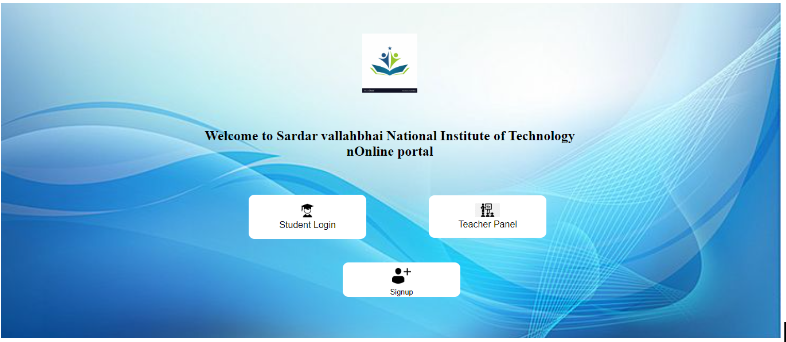 Welcome to Sardar vallahbhai National Institute of Technology
nOnline portal
Student Login
Teacher Panel
Signup